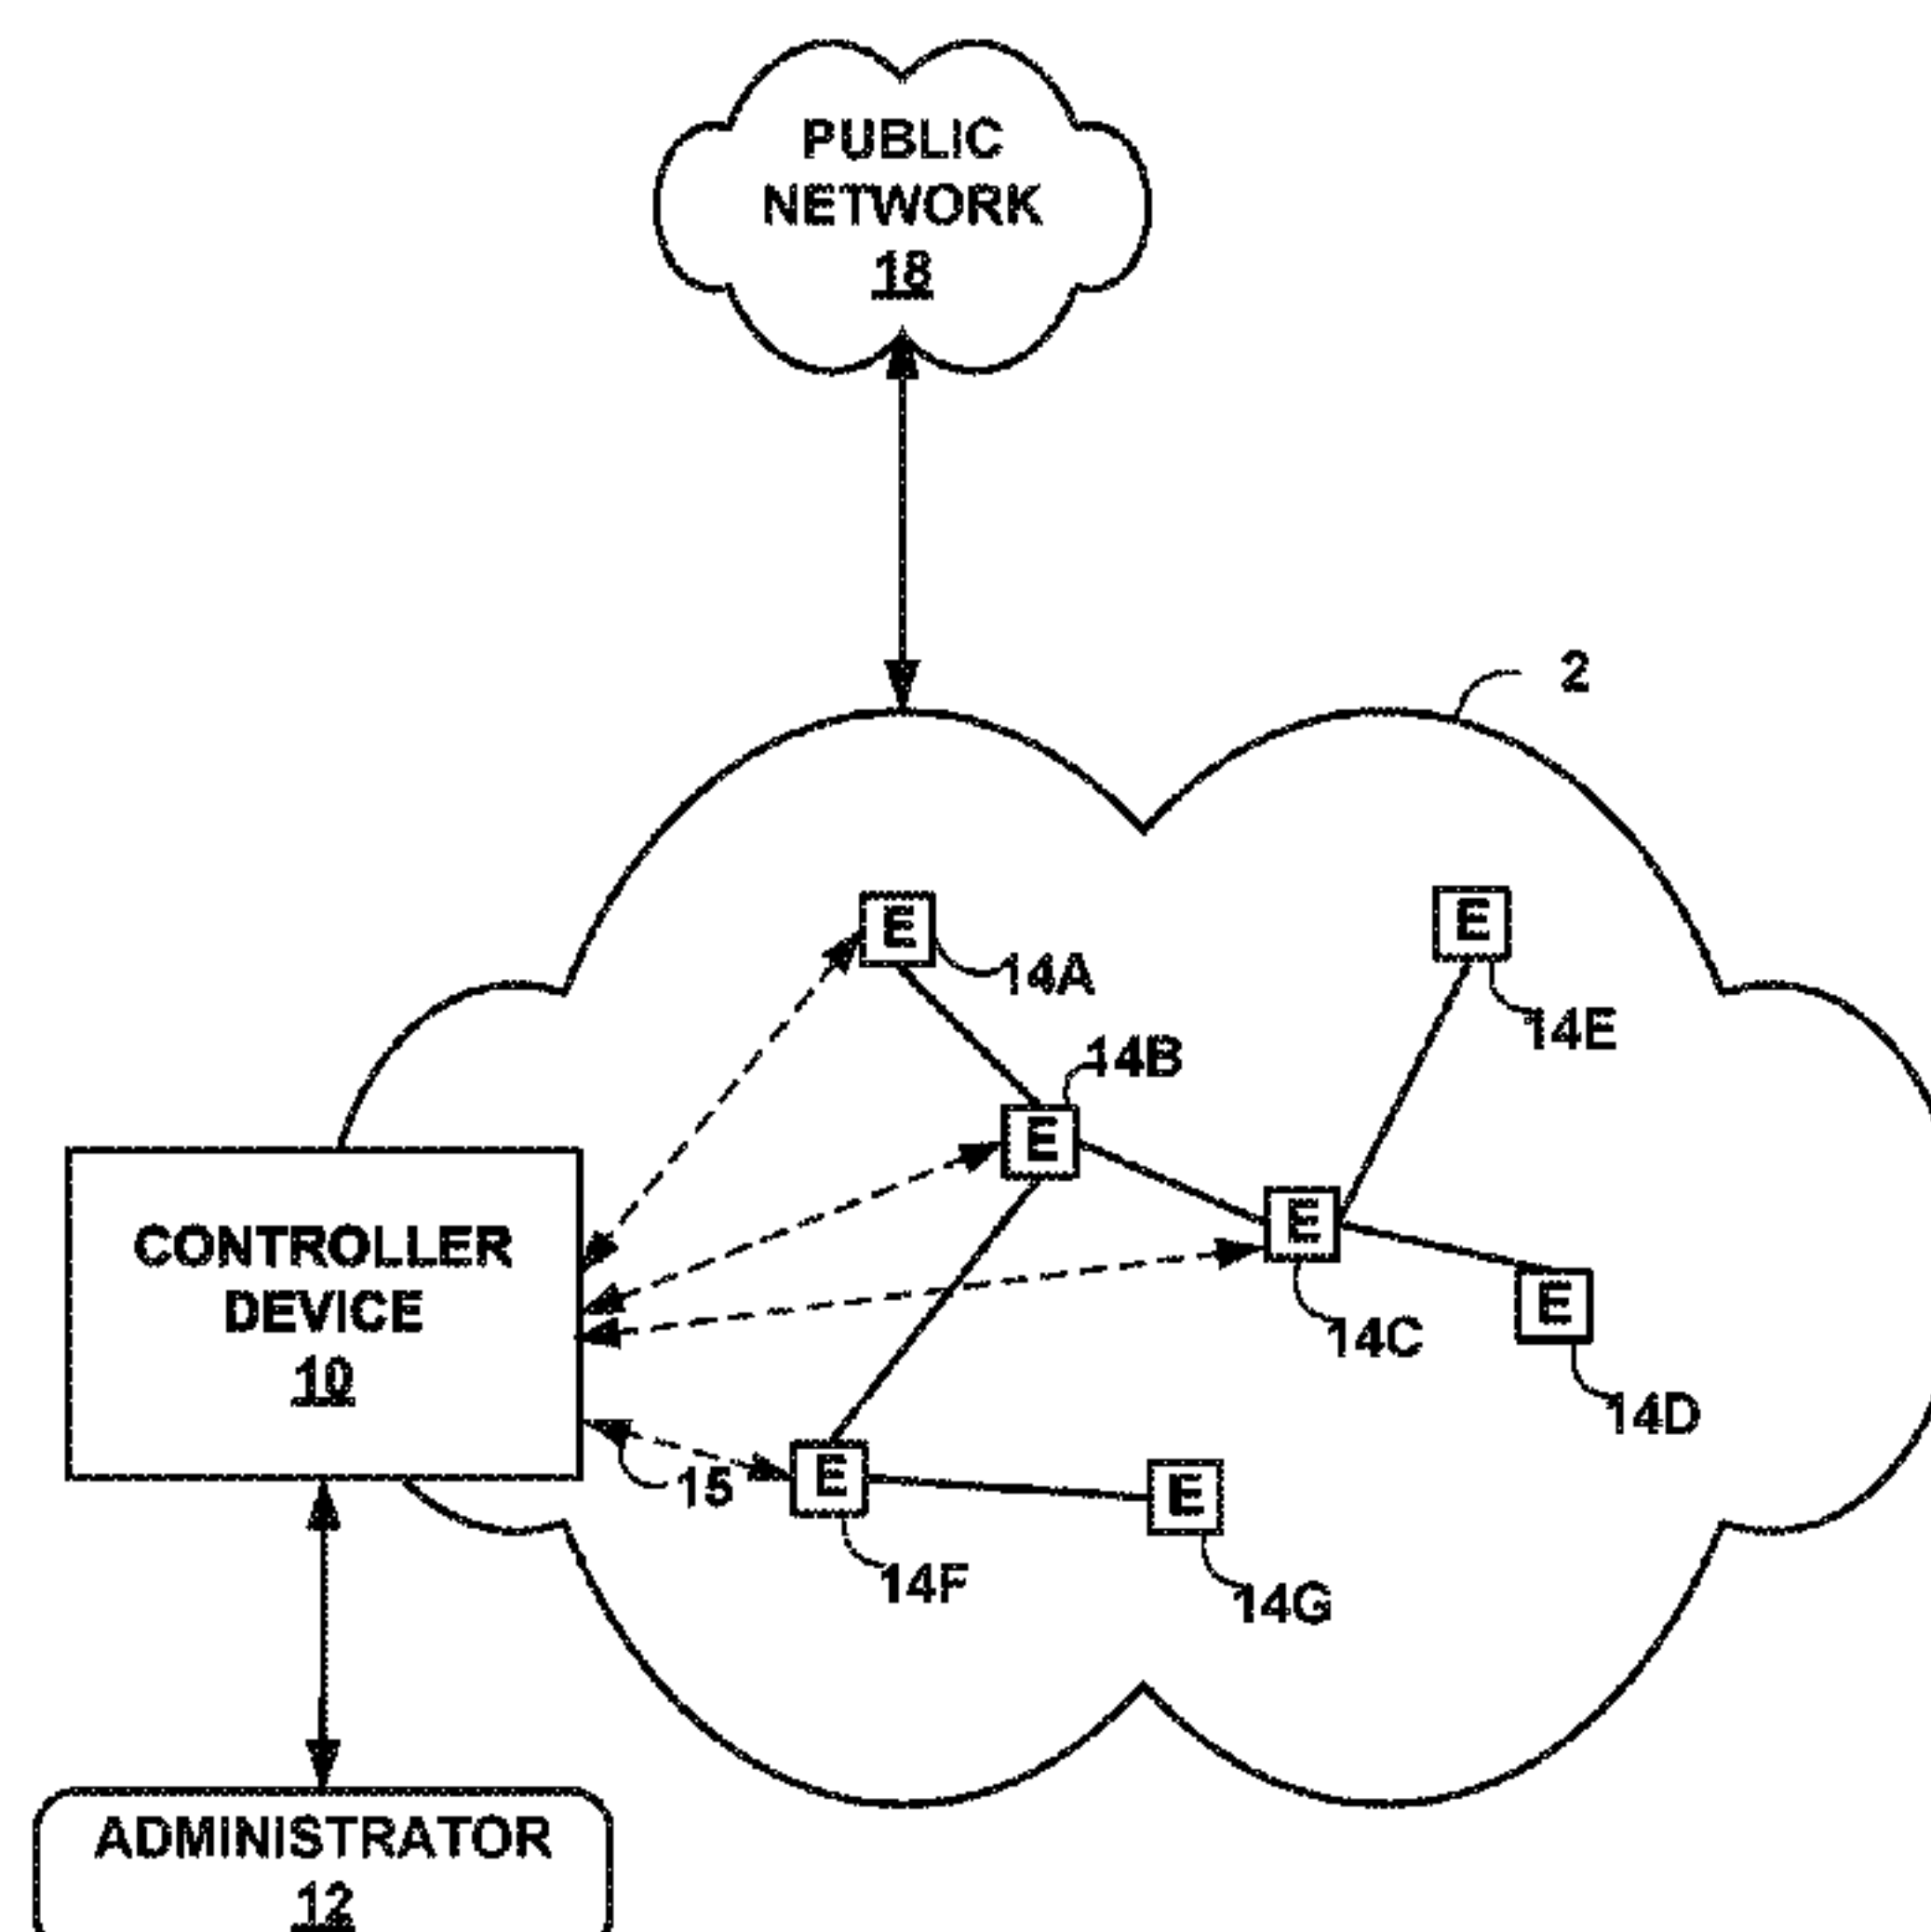 PUBLIC
NETWORK
18
2
E
14A
E
14E
14B
E
E
14C
CONTROLLER
DEVICE
10
E
14D
15
E
14F
E
14G
ADMINISTRATOR
12